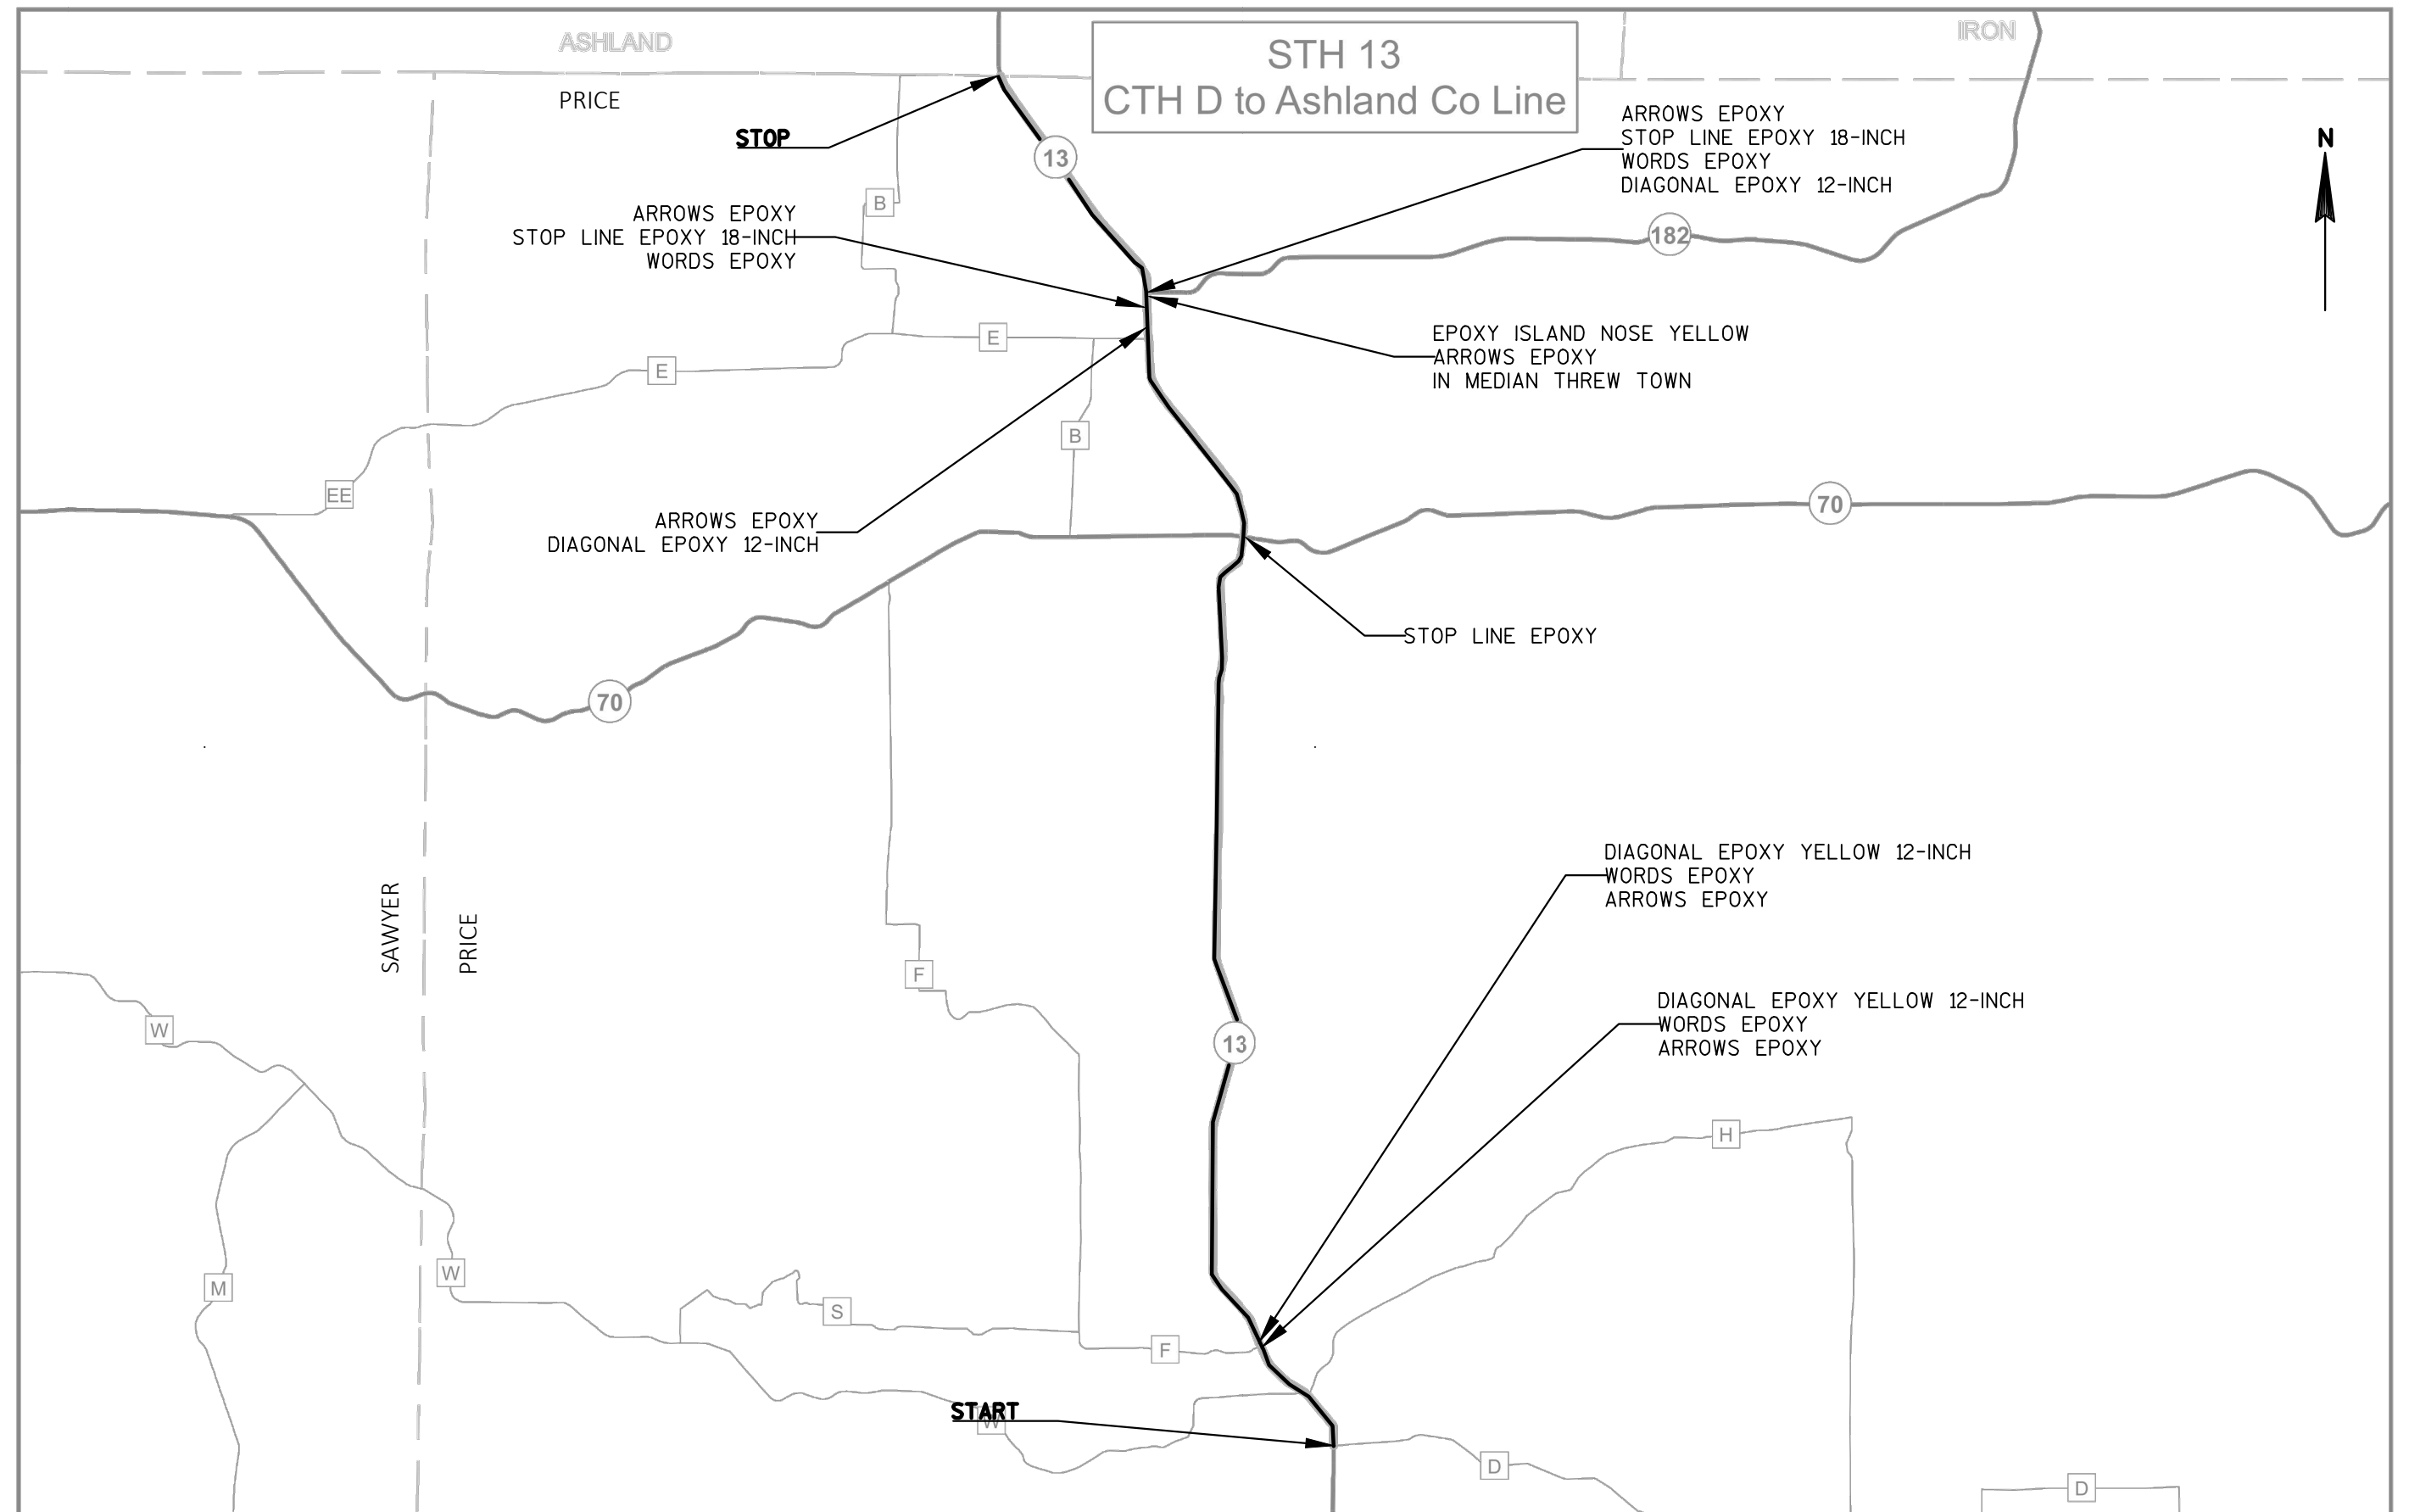 ASHLAND
IRON
STH 13
CTH D to Ashland Co Line
PRICE
STOP
13
ARROWS EPOXY
STOP LINE EPOXY 18-INCH
WORDS EPOXY
DIAGONAL EPOXY 12-INCH
N
B
ARROWS EPOXY
STOP LINE EPOXY 18-INCH
WORDS EPOXY
182
E
E
EPOXY ISLAND NOSE YELLOW
ARROWS EPOXY
IN MEDIAN THREW TOWN
B
EE
70
ARROWS EPOXY
DIAGONAL EPOXY 12-INCH
STOP LINE EPOXY
70
DIAGONAL EPOXY YELLOW 12-INCH
WORDS EPOXY
ARROWS EPOXY
SAWYER
PRICE
F
DIAGONAL EPOXY YELLOW 12-INCH
WORDS EPOXY
ARROWS EPOXY
W
13
H
M
W
S
F
START
W
D
D